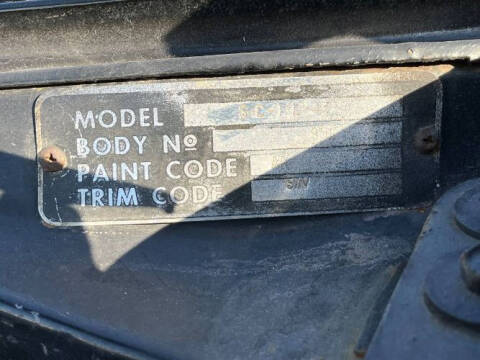 MODEL
BODY Nº
PAINT CODE
TRIM CODE S/V